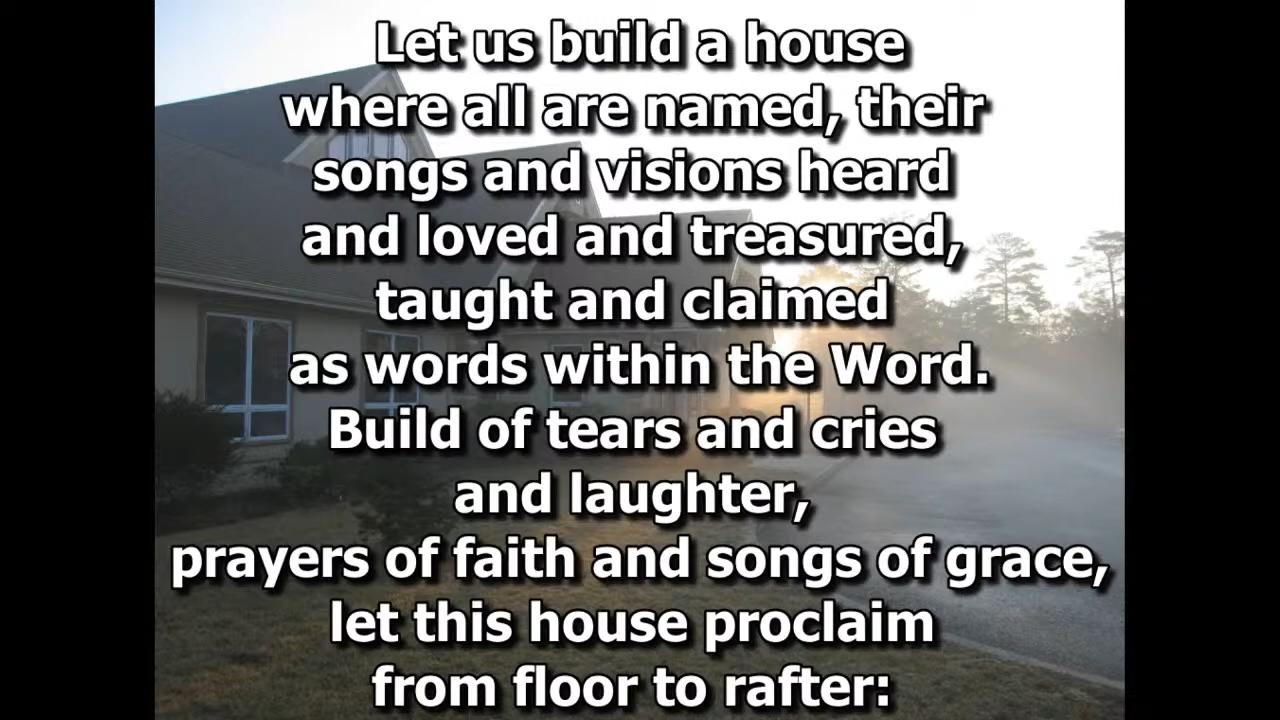 Let us build a house
where all are named, their
songs and visions heard
and loved and treasured,
taught and claimed
as words within the Word.
Build of tears and cries
and laughter,
prayers of faith and songs of grace,
let this house proclaim
from floor to rafter: